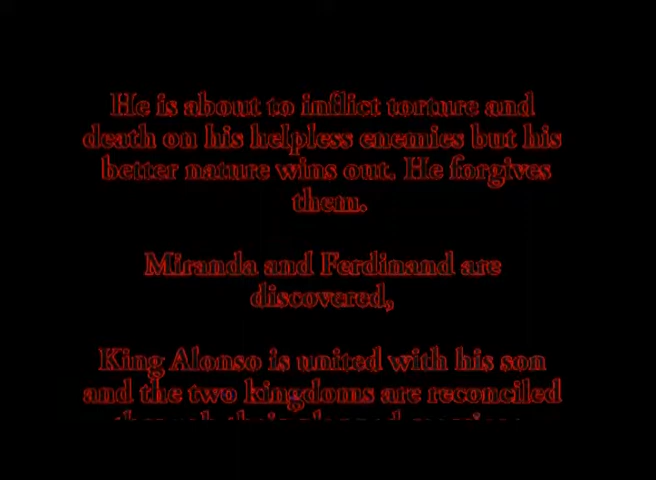 He is about to inflict torture and
death on his helpless enemies but his
better nature wins out. He forgives
them.
Miranda and Ferdinand are
discovered,
King Alonso is united with his son
and the two kingdoms are reconciled